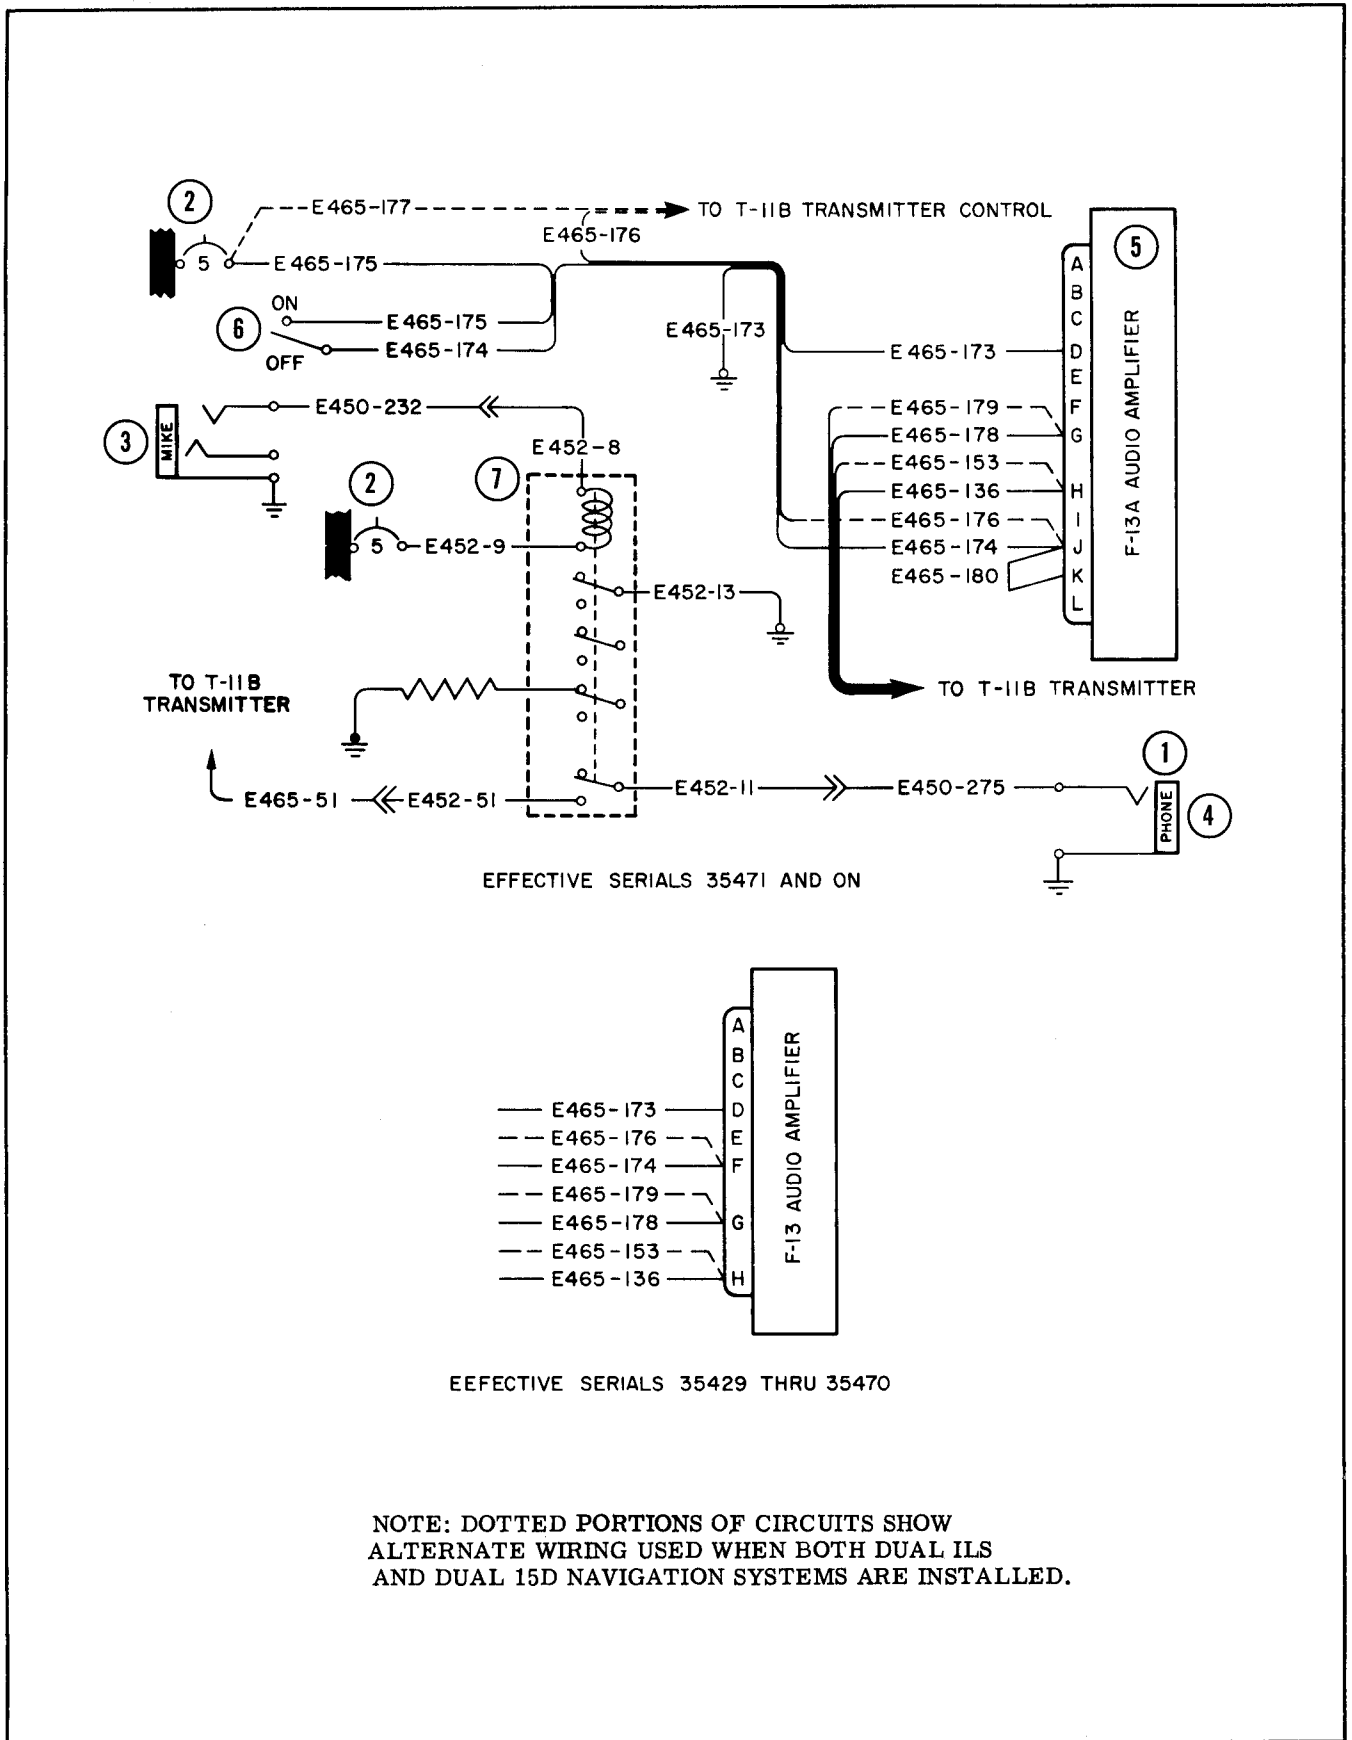 2
E465-177
TO T-11B TRANSMITTER CONTROL
E465-176
5
E465-175
5
A
B
C
D
E
F
G
H
I
J
K
L
F-13A AUDIO AMPLIFIER
ON
6
E465-175
E465-174
OFF
E465-173
E465-173
3
MIKE
E450-232
E452-8
E465-179
E465-178
E465-153
E465-136
E465-176
E465-174
E465-180
2
7
5
E452-9
E452-13
TO T-11B
TRANSMITTER
TO T-11B TRANSMITTER
E465-51
E452-51
E452-11
E450-275
1
PHONE
4
EFFECTIVE SERIALS 35471 AND ON
A
B
C
D
E
F
G
H
F-13 AUDIO AMPLIFIER
E465-173
E465-176
E465-174
E465-179
E465-178
E465-153
E465-136
EEFECTIVE SERIALS 35429 THRU 35470
NOTE: DOTTED PORTIONS OF CIRCUITS SHOW
ALTERNATE WIRING USED WHEN BOTH DUAL ILS
AND DUAL 15D NAVIGATION SYSTEMS ARE INSTALLED.